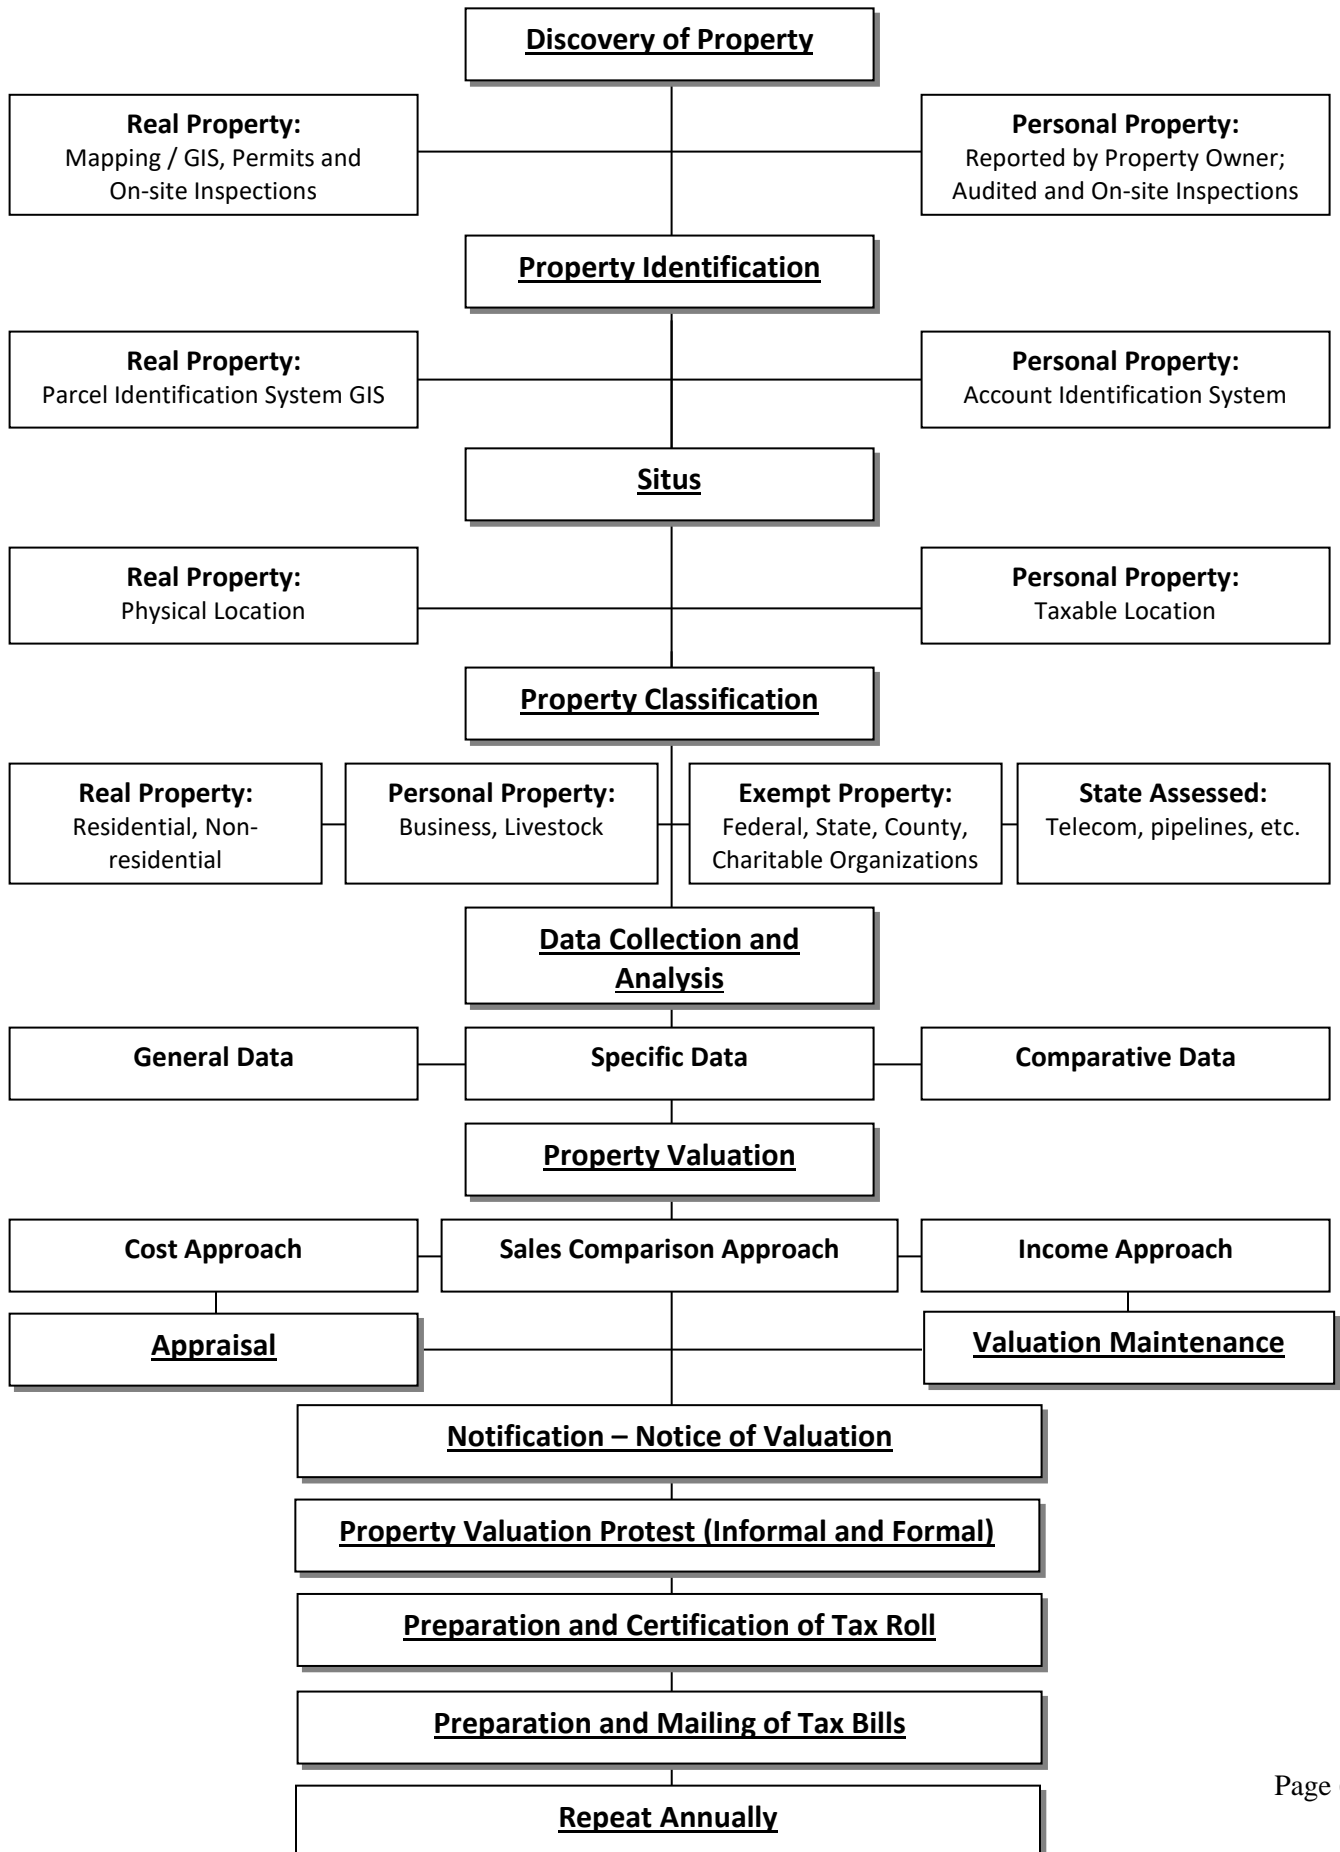 Discovery of Property
Real Property:
Mapping / GIS, Permits and
On-site Inspections
Personal Property:
Reported by Property Owner;
Audited and On-site Inspections
Property Identification
Real Property:
Parcel Identification System GIS
Personal Property:
Account Identification System
Situs
Real Property:
Physical Location
Personal Property:
Taxable Location
Property Classification
Real Property:
Residential, Non-
residential
Personal Property:
Business, Livestock
Exempt Property:
Federal, State, County,
Charitable Organizations
State Assessed:
Telecom, pipelines, etc.
Data Collection and
Analysis
General Data
Specific Data
Comparative Data
Property Valuation
Cost Approach
Sales Comparison Approach
Income Approach
Appraisal
Valuation Maintenance
Notification – Notice of Valuation
Property Valuation Protest (Informal and Formal)
Preparation and Certification of Tax Roll
Preparation and Mailing of Tax Bills
Page
Repeat Annually